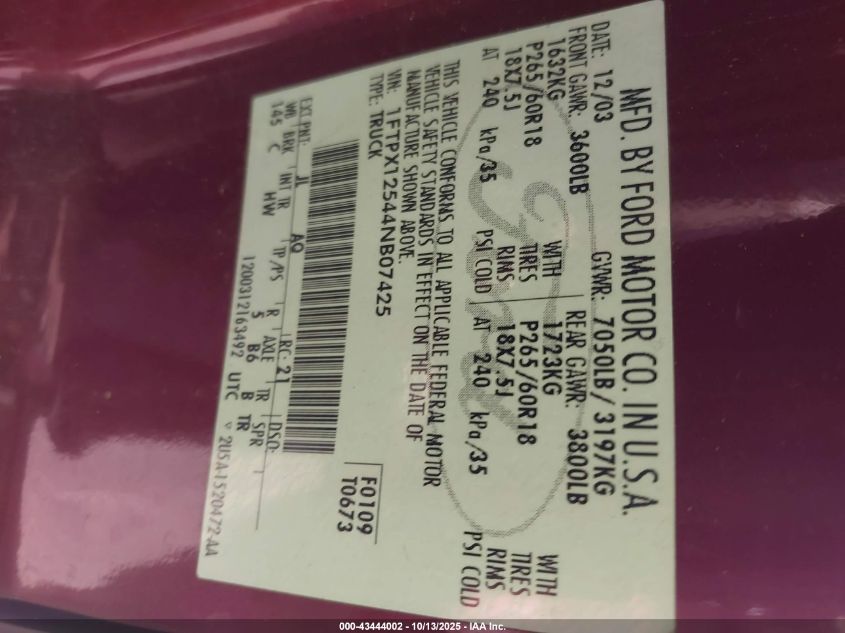 MFD. BY FORD MOTOR CO. IN U.S.A.
DATE: 12/03 GVWR: 7050LB / 3197KG
FRONT GAWR: 3600LB REAR GAWR: 3800LB
1632KG WITH 1723KG WITH
P265/60R18 TIRES P265/60R18 TIRES
18X7.5J RIMS 18X7.5J RIMS
AT 240 kPa/35 PSI COLD AT 240 kPa/35 PSI COLD
THIS VEHICLE CONFORMS TO ALL APPLICABLE FEDERAL MOTOR
VEHICLE SAFETY STANDARDS IN EFFECT ON THE DATE OF
MANUFACTURE SHOWN ABOVE.
VIN: 1FTPX12544NB07425
TYPE: TRUCK
F0109
T0673
EXT PNT: JL AQ RC: 21 DSO:
WB BRK INT TR TP/PS R AXLE TR SPR
145 C HW 5 B6 B TR
1200312163492 UTC
▽ 2USA-1520472-AA
000-43444002 - 10/13/2025 - IAA Inc.